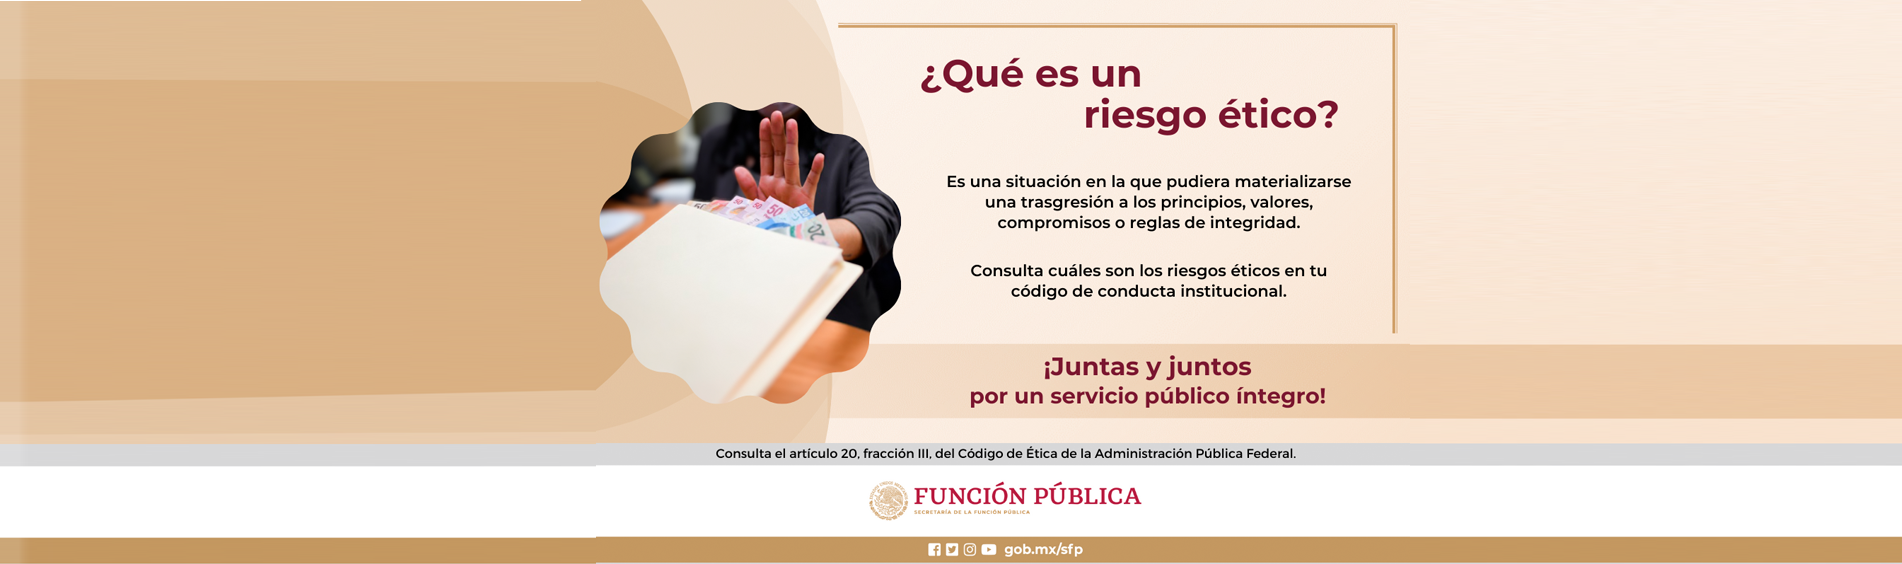 ¿Qué es un
riesgo ético?
Es una situación en la que pudiera materializarse
una trasgresión a los principios, valores,
compromisos o reglas de integridad.
Consulta cuáles son los riesgos éticos en tu
código de conducta institucional.
¡Juntas y juntos
por un servicio público íntegro!
Consulta el artículo 20, fracción III, del Código de Ética de la Administración Pública Federal.
FUNCIÓN PÚBLICA
SECRETARÍA DE LA FUNCIÓN PÚBLICA
gob.mx/sfp